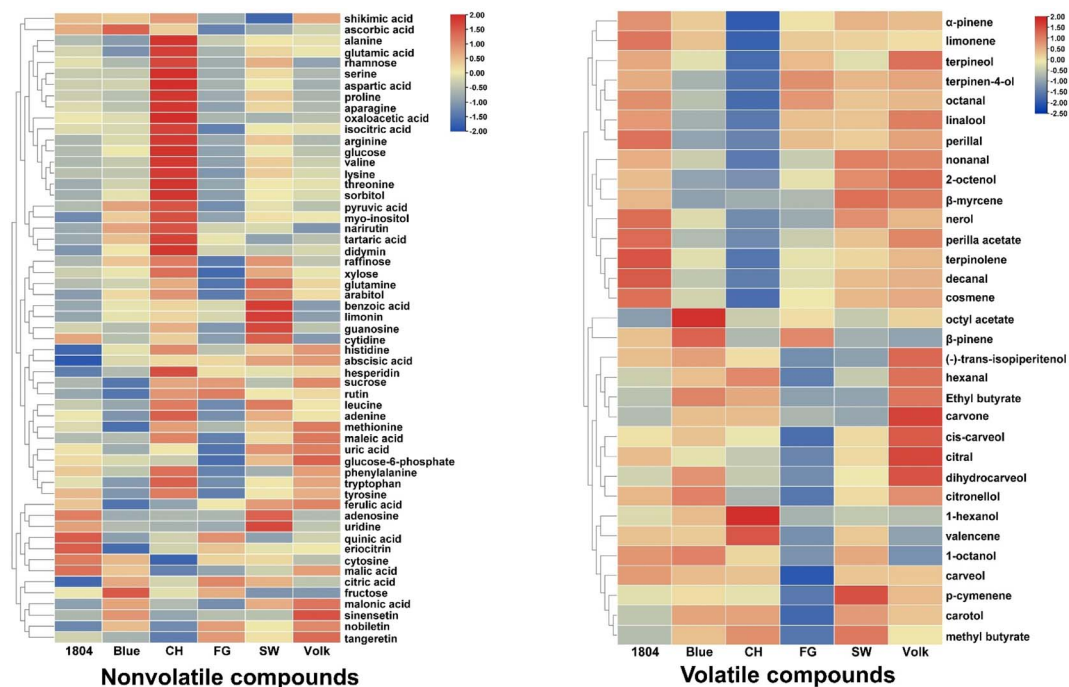 shikimic acid
ascorbic acid
alanine
glutamic acid
rhamnose
serine
aspartic acid
proline
aparagine
oxaloacetic acid
isocitric acid
arginine
glucose
valine
lysine
threonine
sorbitol
pyruvic acid
myo-inositol
narirutin
tartaric acid
didymin
raffinose
xylose
glutamine
arabitol
benzoic acid
limonin
guanosine
cytidine
histidine
abscisic acid
hesperidin
sucrose
rutin
leucine
adenine
methionine
maleic acid
uric acid
glucose-6-phosphate
phenylalanine
tryptophan
tyrosine
ferulic acid
adenosine
uridine
quinic acid
eriocitrin
cytosine
malic acid
citric acid
fructose
malonic acid
sinensetin
nobiletin
tangeretin
2.00
1.50
1.00
0.50
0.00
-0.50
-1.00
-1.50
-2.00
1804 Blue CH FG SW Volk
Nonvolatile compounds
α-pinene
limonene
terpineol
terpinen-4-ol
octanal
linalool
perillal
nonanal
2-octenol
β-myrcene
nerol
perilla acetate
terpinolene
decanal
cosmene
octyl acetate
β-pinene
(-)-trans-isopiperitenol
hexanal
Ethyl butyrate
carvone
cis-carveol
citral
dihydrocarveol
citronellol
1-hexanol
valencene
1-octanol
carveol
p-cymenene
carotol
methyl butyrate
2.00
1.50
1.00
0.50
0.00
-0.50
-1.00
-1.50
-2.00
-2.50
1804 Blue CH FG SW Volk
Volatile compounds